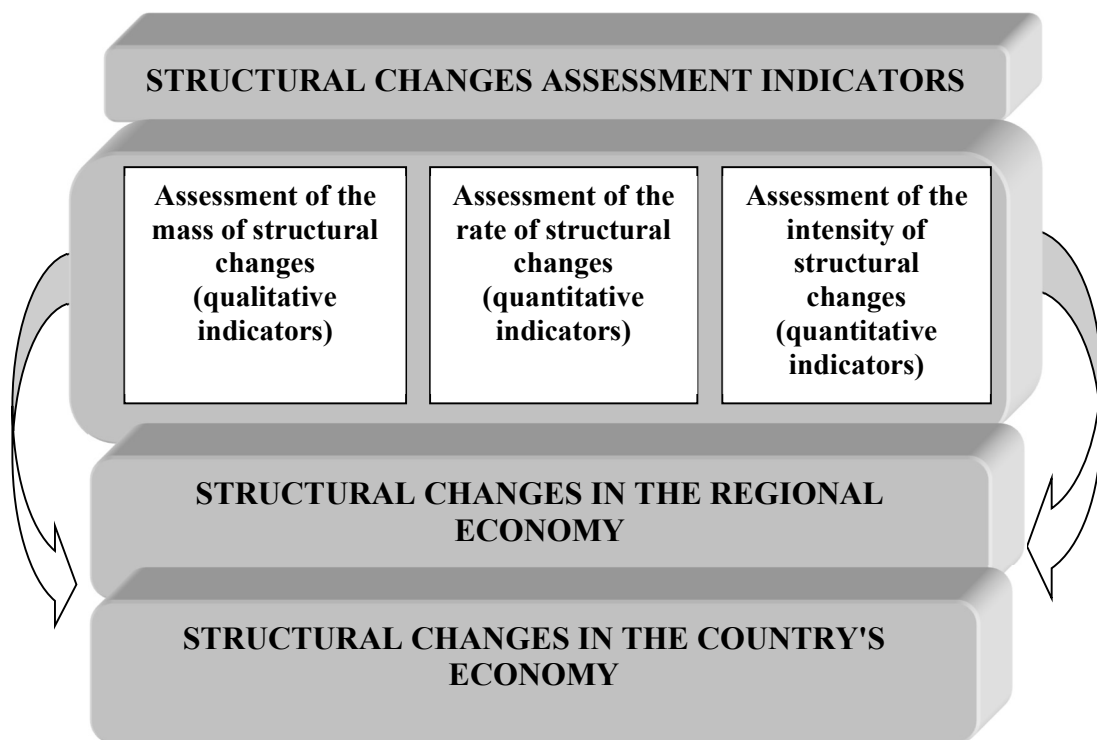 STRUCTURAL CHANGES ASSESSMENT INDICATORS
Assessment of the
mass of structural
changes
(qualitative
indicators)
Assessment of the
rate of structural
changes
(quantitative
indicators)
Assessment of the
intensity of
structural
changes
(quantitative
indicators)
STRUCTURAL CHANGES IN THE REGIONAL
ECONOMY
STRUCTURAL CHANGES IN THE COUNTRY'S
ECONOMY